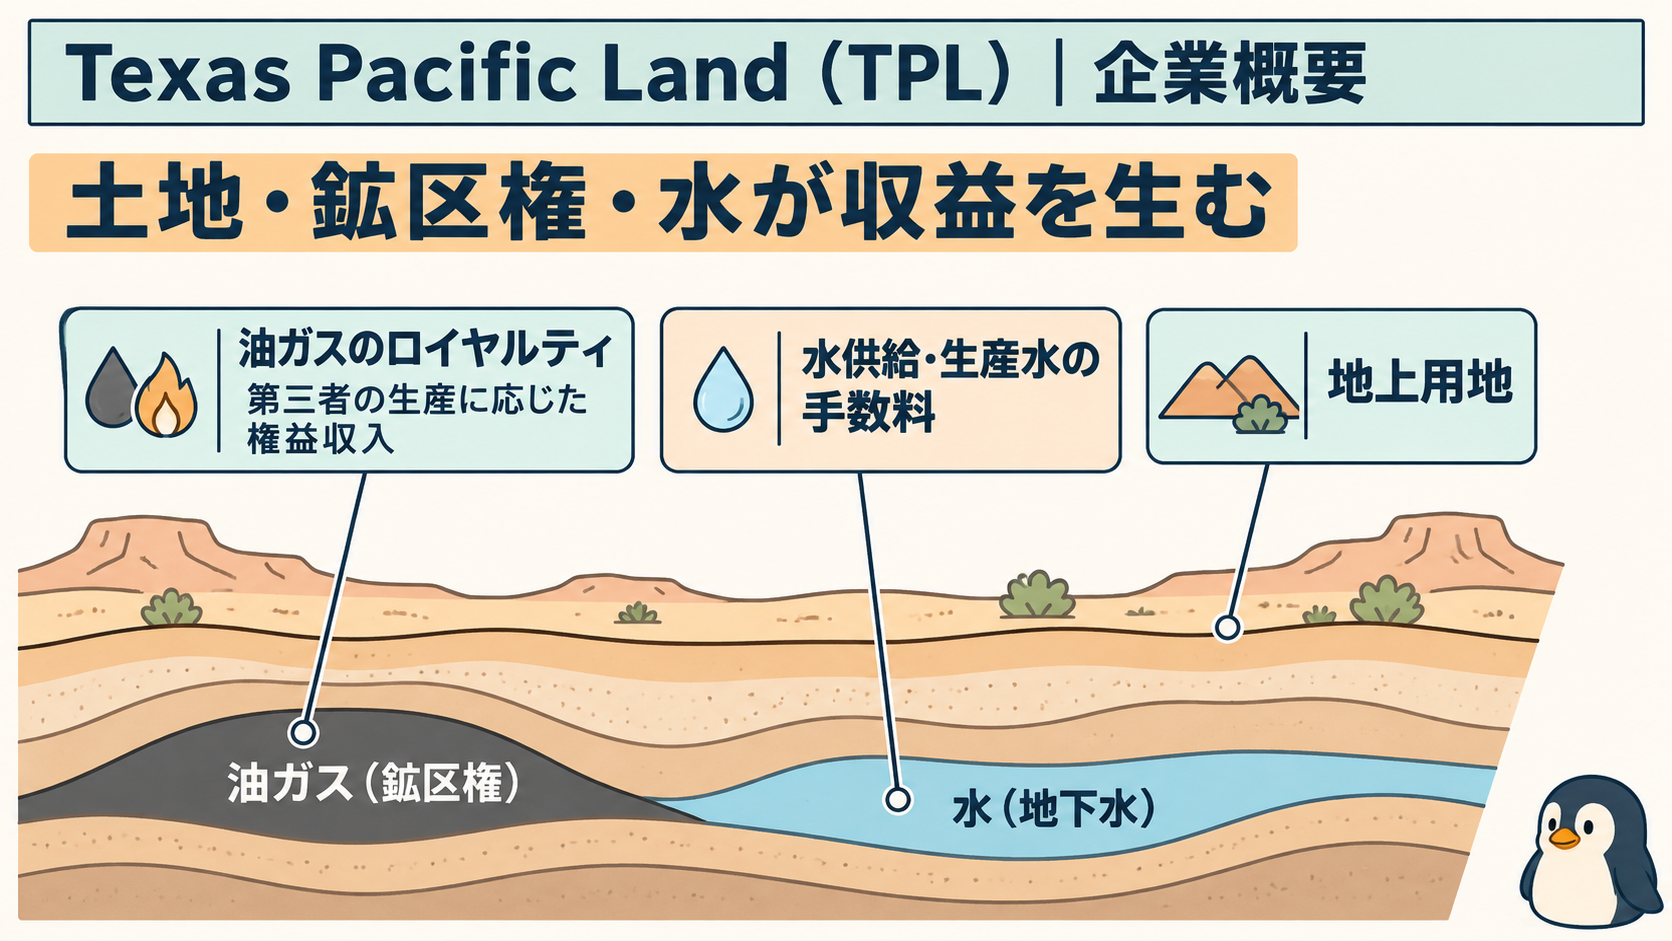 Texas Pacific Land（TPL）｜企業概要
土地・鉱区権・水が収益を生む
油ガスのロイヤルティ
第三者の生産に応じた
権益収入
水供給・生産水の
手数料
地上用地
油ガス（鉱区権）
水（地下水）